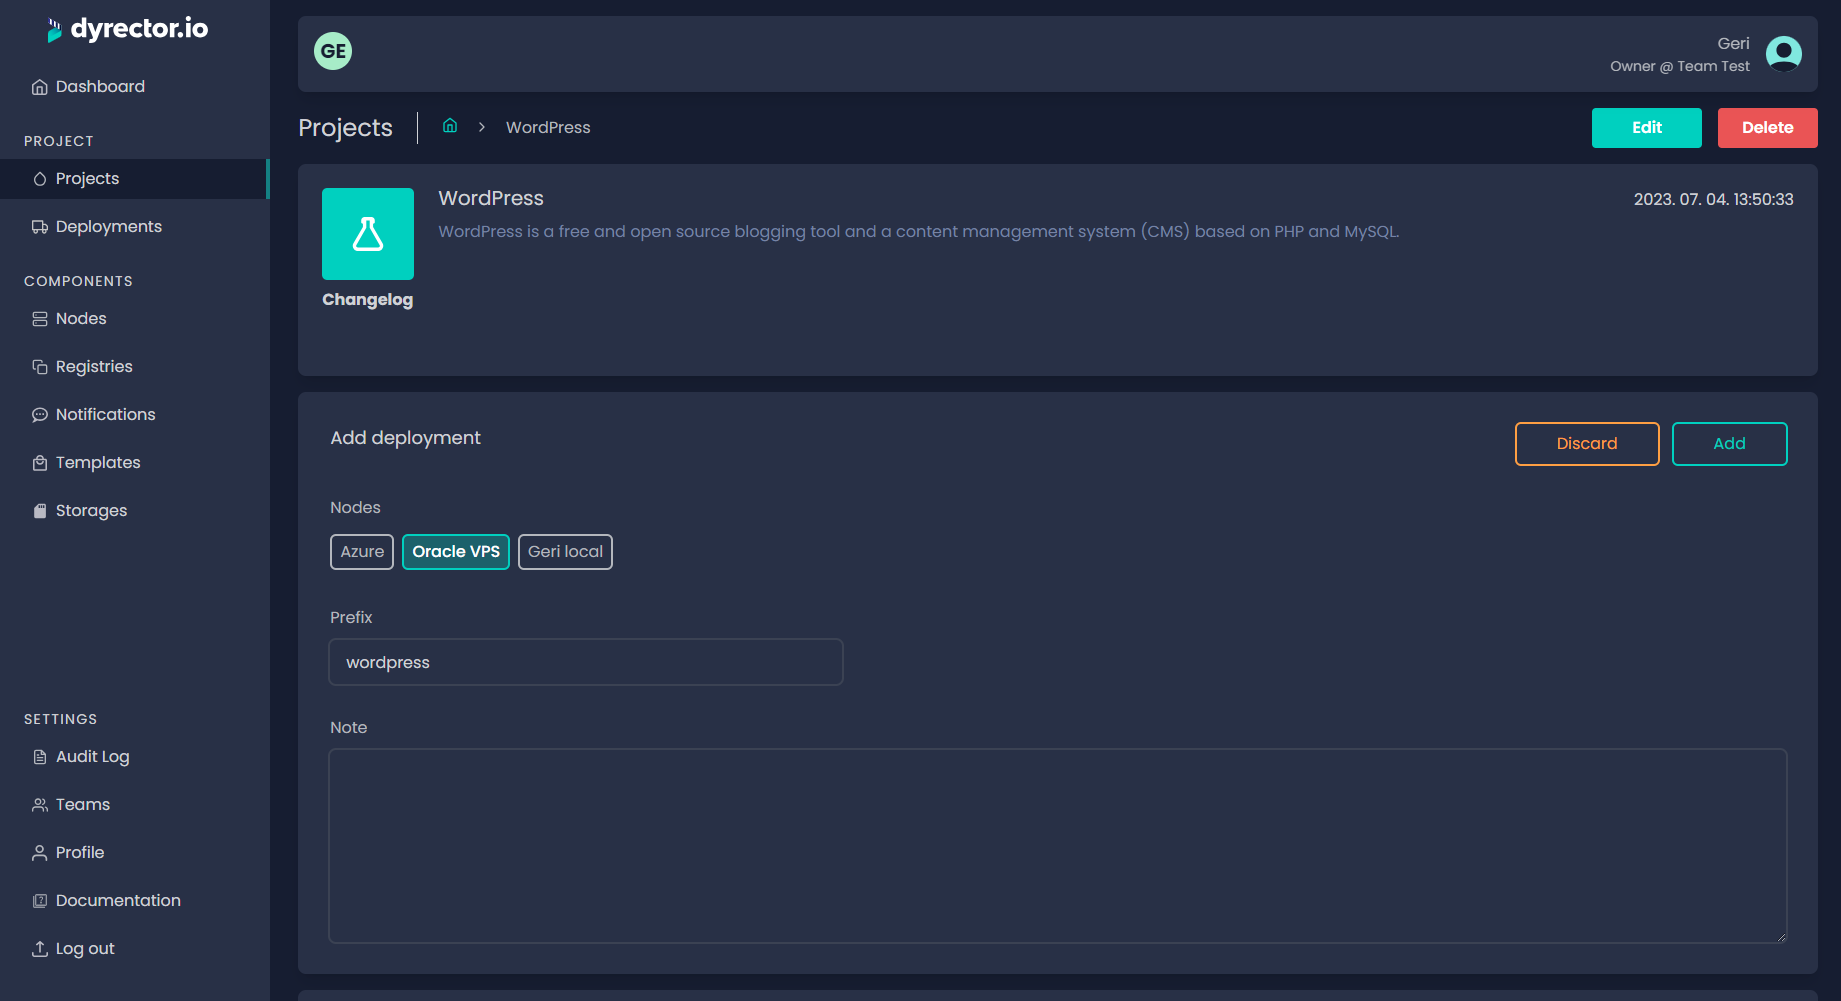 dyrector.io
Dashboard
PROJECT
Projects
Deployments
COMPONENTS
Nodes
Registries
Notifications
Templates
Storages
SETTINGS
Audit Log
Teams
Profile
Documentation
Log out
GE
Geri
Owner @ Team Test
Projects
WordPress
Edit
Delete
WordPress
2023. 07. 04. 13:50:33
WordPress is a free and open source blogging tool and a content management system (CMS) based on PHP and MySQL.
Changelog
Add deployment
Discard
Add
Nodes
Azure
Oracle VPS
Geri local
Prefix
wordpress
Note